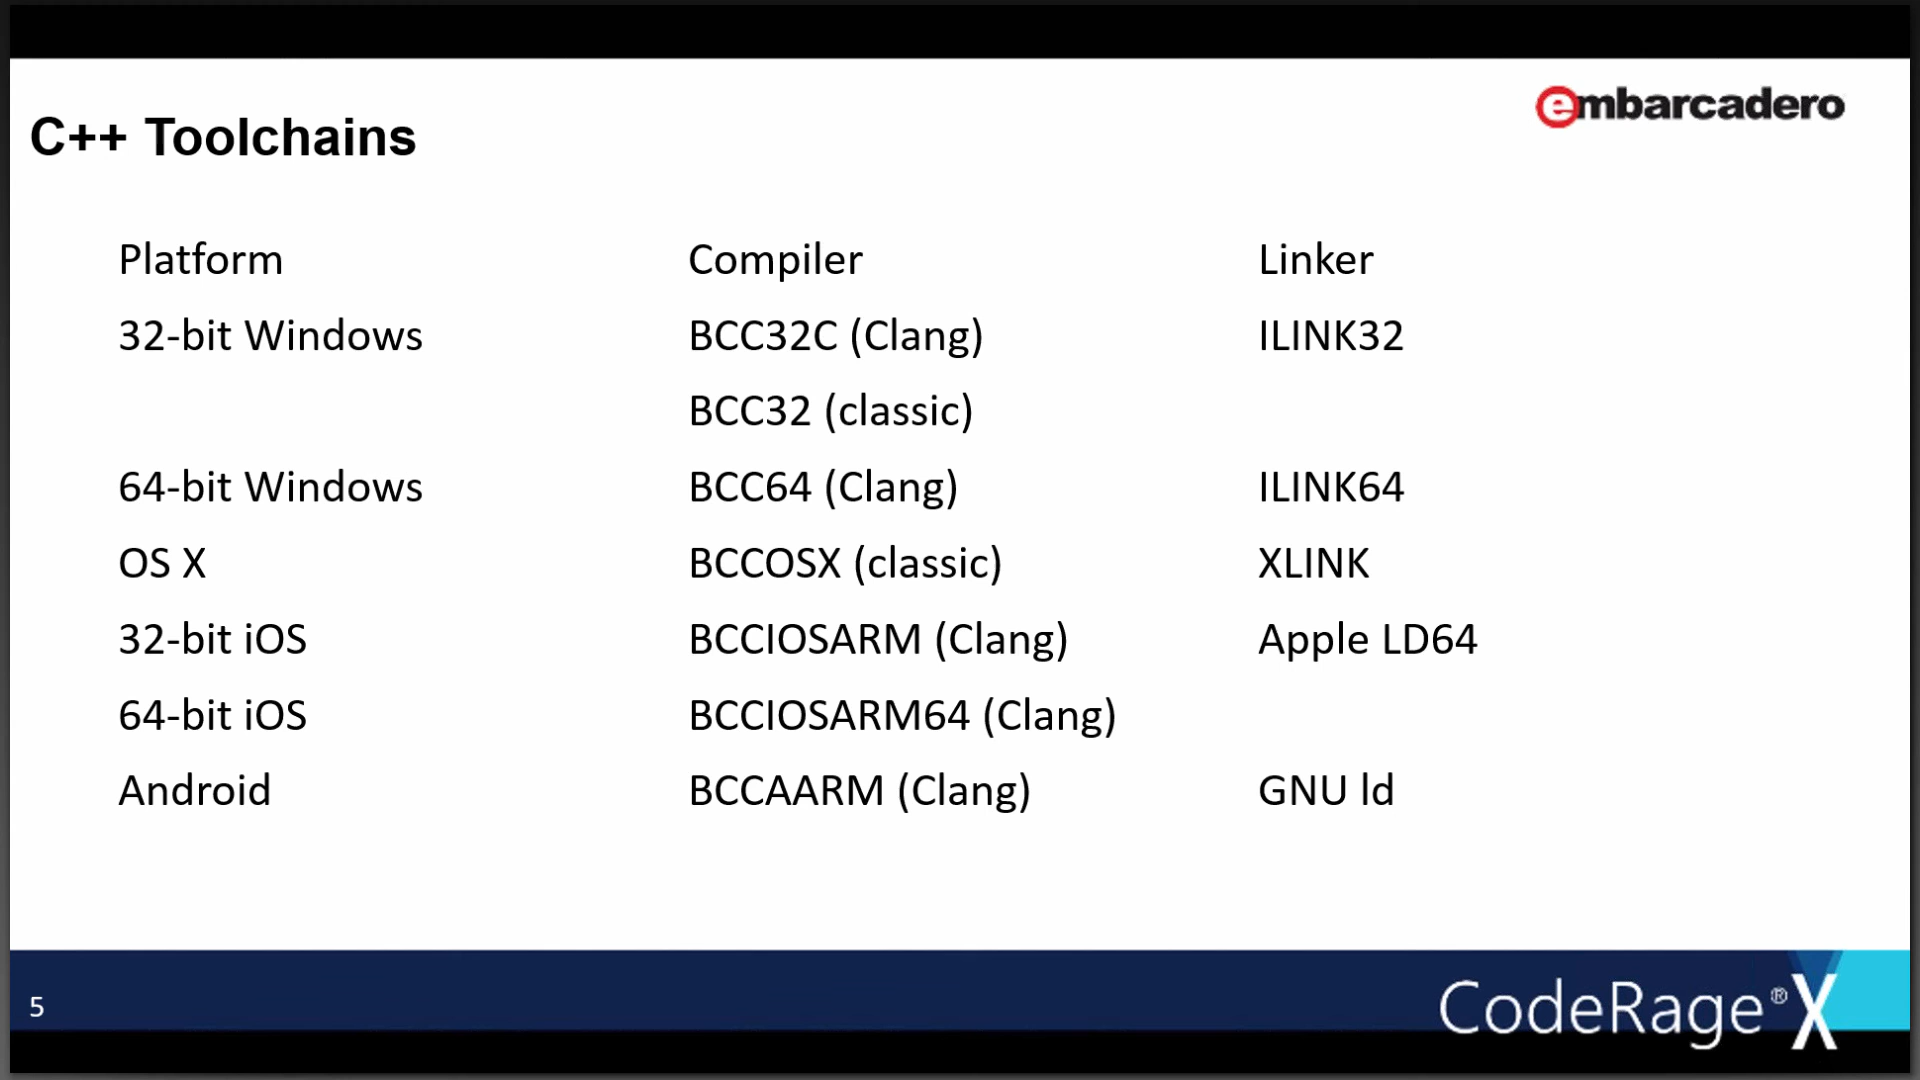 embarcadero
C++ Toolchains
Platform Compiler Linker
32-bit Windows BCC32C (Clang) ILINK32
BCC32 (classic)
64-bit Windows BCC64 (Clang) ILINK64
OS X BCCOSX (classic) XLINK
32-bit iOS BCCIOSARM (Clang) Apple LD64
64-bit iOS BCCIOSARM64 (Clang)
Android BCCAARM (Clang) GNU ld
5
CodeRage® X